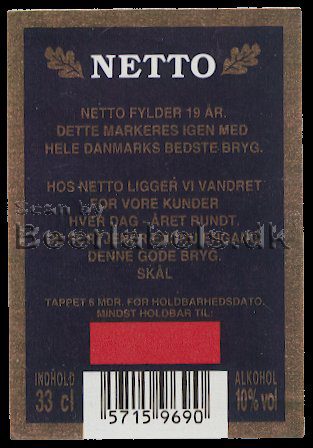 NETTO
NETTO FYLDER 19 ÅR.
DETTE MARKERES IGEN MED
HELE DANMARKS BEDSTE BRYG.
HOS NETTO LIGGER VI VANDRET
FOR VORE KUNDER
HVER DAG - ÅRET RUNDT.
DENNE GODE BRYG.
SKÅL
Beerlabels.dk
TAPPET 6 MDR. FØR HOLDBARHEDSDATO.
MINDST HOLDBAR TIL:
INDHOLD
33 cl
ALKOHOL
10% vol
5715 9690